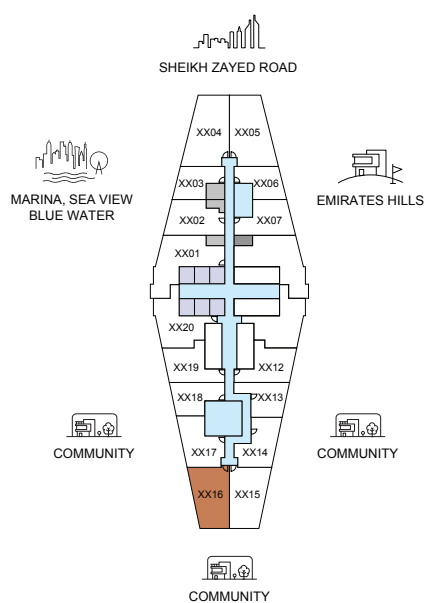 SHEIKH ZAYED ROAD
XX04 XX05
XX03 XX06
MARINA, SEA VIEW
BLUE WATER
EMIRATES HILLS
XX02 XX07
XX01
XX20
XX19 XX12
XX18 XX13
COMMUNITY
XX17 XX14
COMMUNITY
XX16 XX15
COMMUNITY